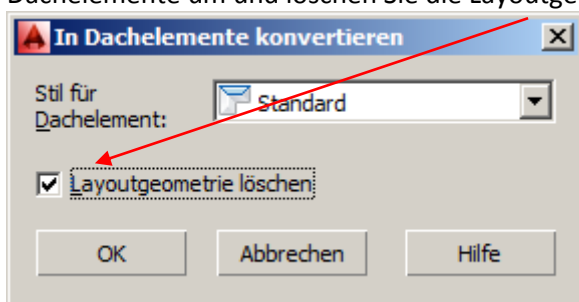 Dachelemente um und löschen Sie die Layoutge
In Dachelemente konvertieren
Stil für
Dachelement:
Standard
Layoutgeometrie löschen
OK Abbrechen Hilfe